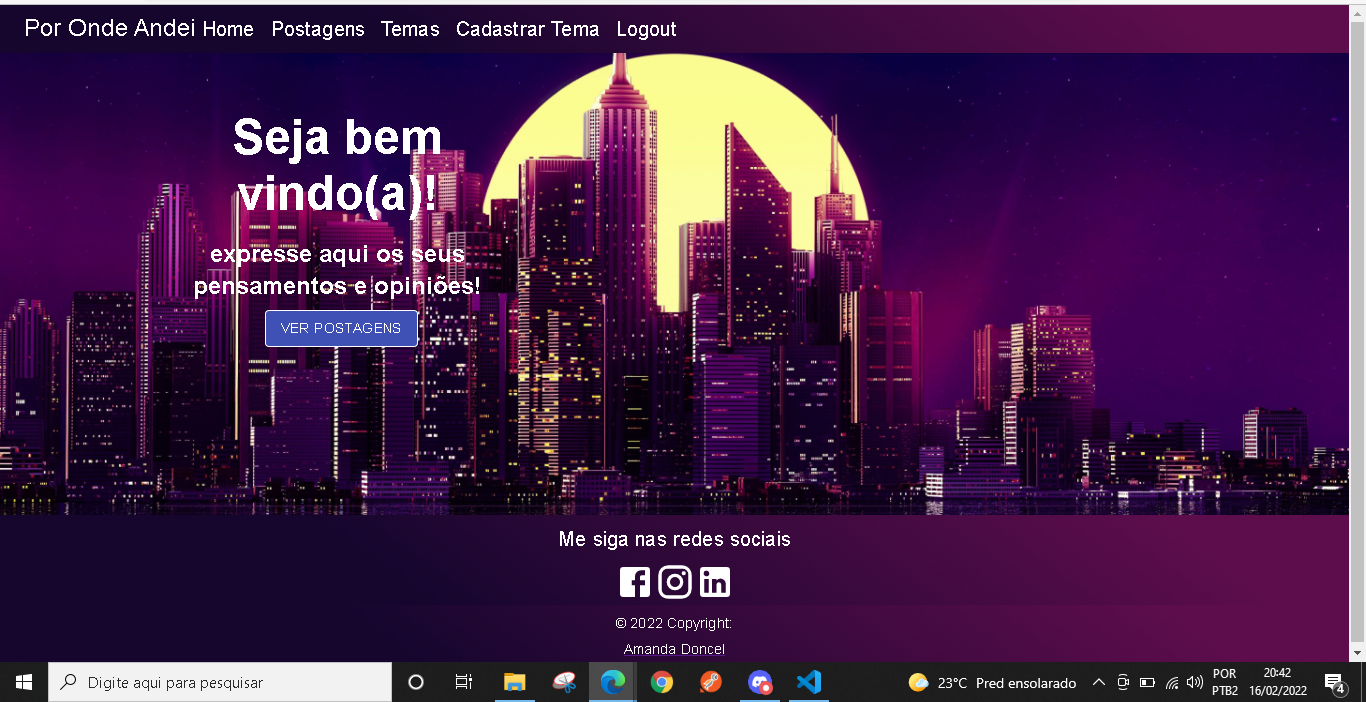 Por Onde Andei Home Postagens Temas Cadastrar Tema Logout
Seja bem
vindo(a)!
expresse aqui os seus
pensamentos e opiniões!
VER POSTAGENS
Me siga nas redes sociais
© 2022 Copyright:
Amanda Doncel
Digite aqui para pesquisar
23°C Pred ensolarado
POR
PTB2
20:42
16/02/2022
4